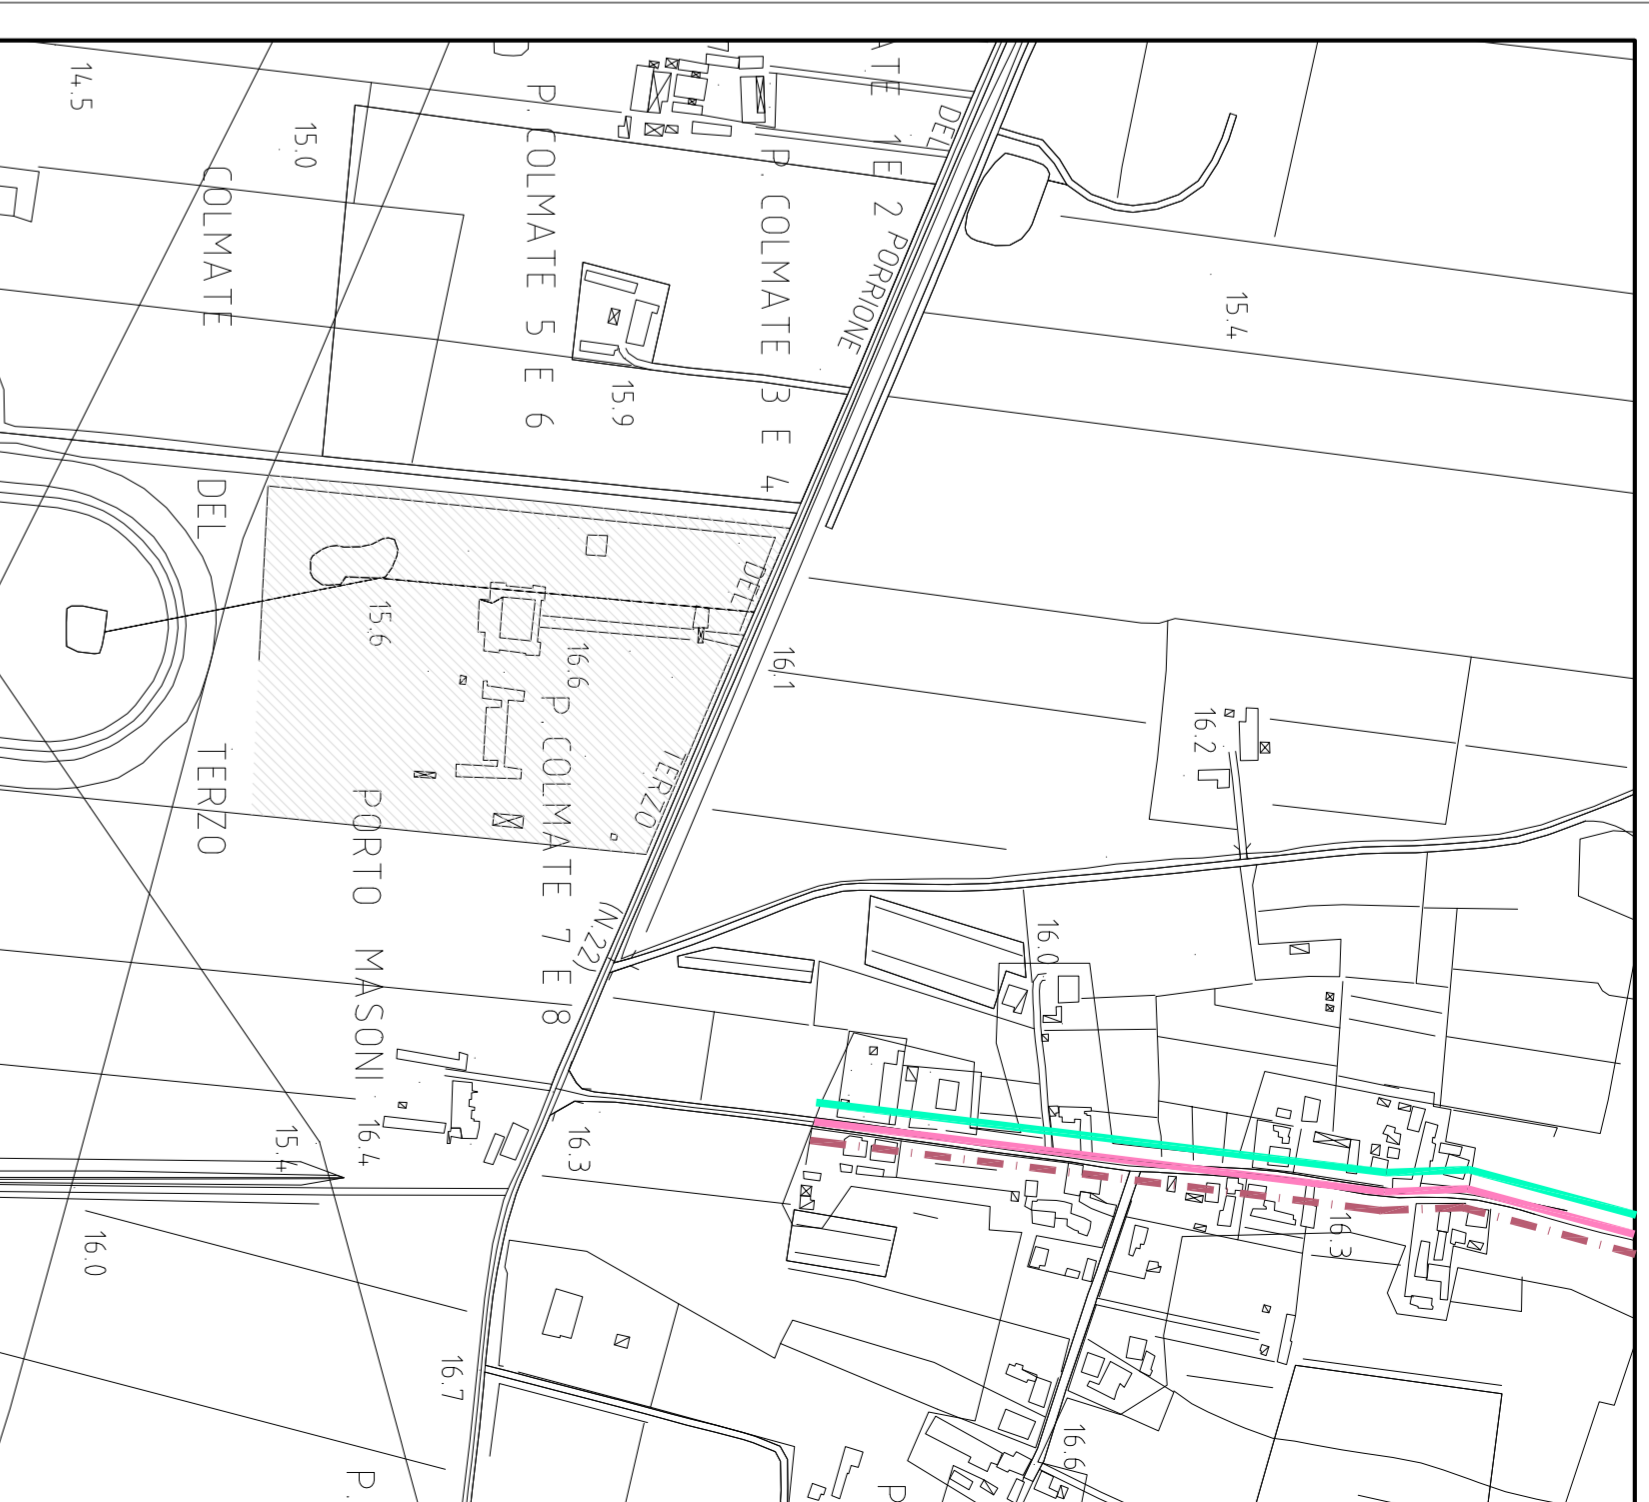 14.5
15.0
COLMATE
DEL
TERZO
P. COLMATE 5 E 6
P. COLMATE 3 E 4
ATE 1 E 2
DEL
PORRIONE
15.4
15.9
15.6
16.6
16.1
DEL
TERZO
(N.22)
P. COLMATE 7 E 8
PORTO MASONI
16.2
16.0
16.4
15.4
16.3
16.3
16.0
16.7
16.6
P.
P